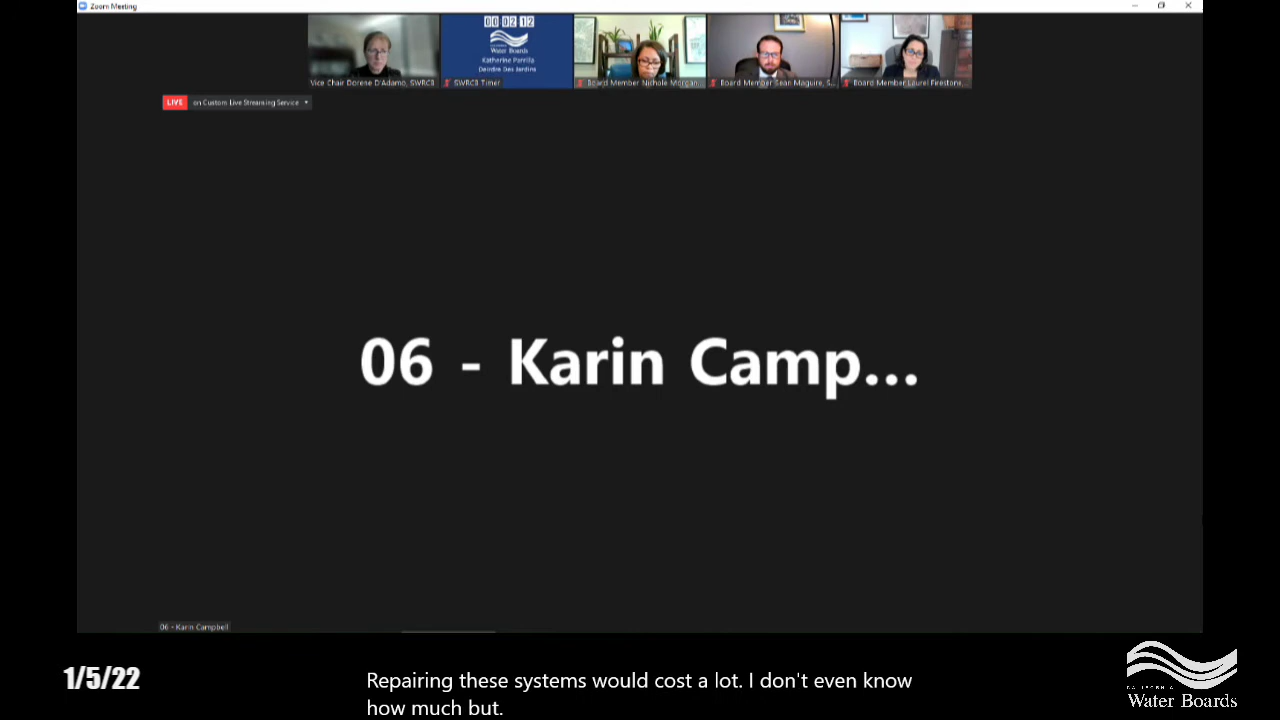 Zoom Meeting
00:02:12
Water Boards
Katherine Parrilla
Deirdre Des Jardins
Vice Chair Dorene D'Adamo, SWRCB
SWRCB Timer
Board Member Nichole Morgan,
Board Member Sean Maguire, S...
Board Member Laurel Firestone,...
LIVE
on Custom Live Streaming Service
06 - Karin Camp...
06 - Karin Campbell
1/5/22
Repairing these systems would cost a lot. I don't even know
how much but.
CALIFORNIA
Water Boards